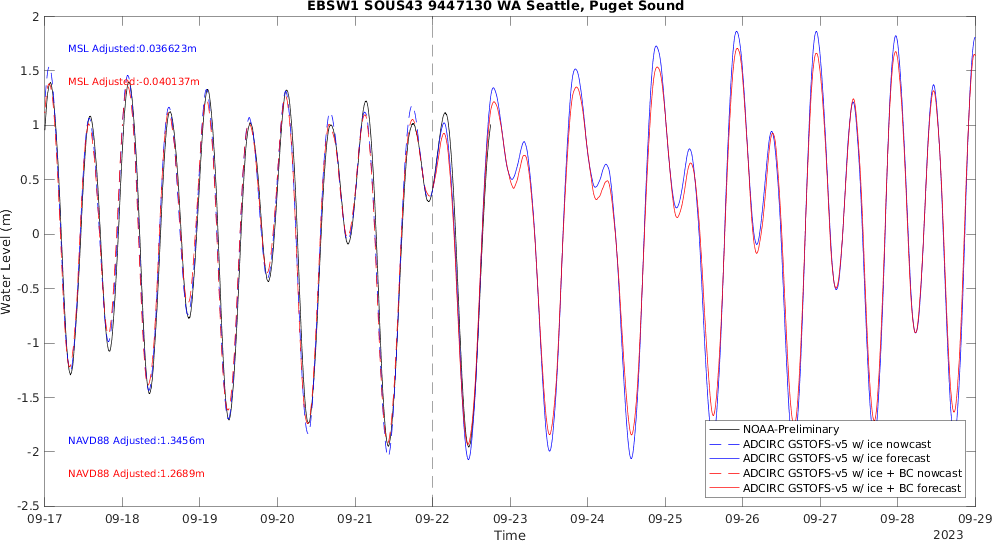 EBSW1 SOUS43 9447130 WA Seattle, Puget Sound
MSL Adjusted:0.036623m
MSL Adjusted:-0.040137m
NAVD88 Adjusted:1.3456m
NAVD88 Adjusted:1.2689m
Water Level (m)
2
1.5
1
0.5
0
-0.5
-1
-1.5
-2
-2.5
NOAA-Preliminary
ADCIRC GSTOFS-v5 w/ ice nowcast
ADCIRC GSTOFS-v5 w/ ice forecast
ADCIRC GSTOFS-v5 w/ ice + BC nowcast
ADCIRC GSTOFS-v5 w/ ice + BC forecast
09-17 09-18 09-19 09-20 09-21 09-22 09-23 09-24 09-25 09-26 09-27 09-28 09-29
Time
2023